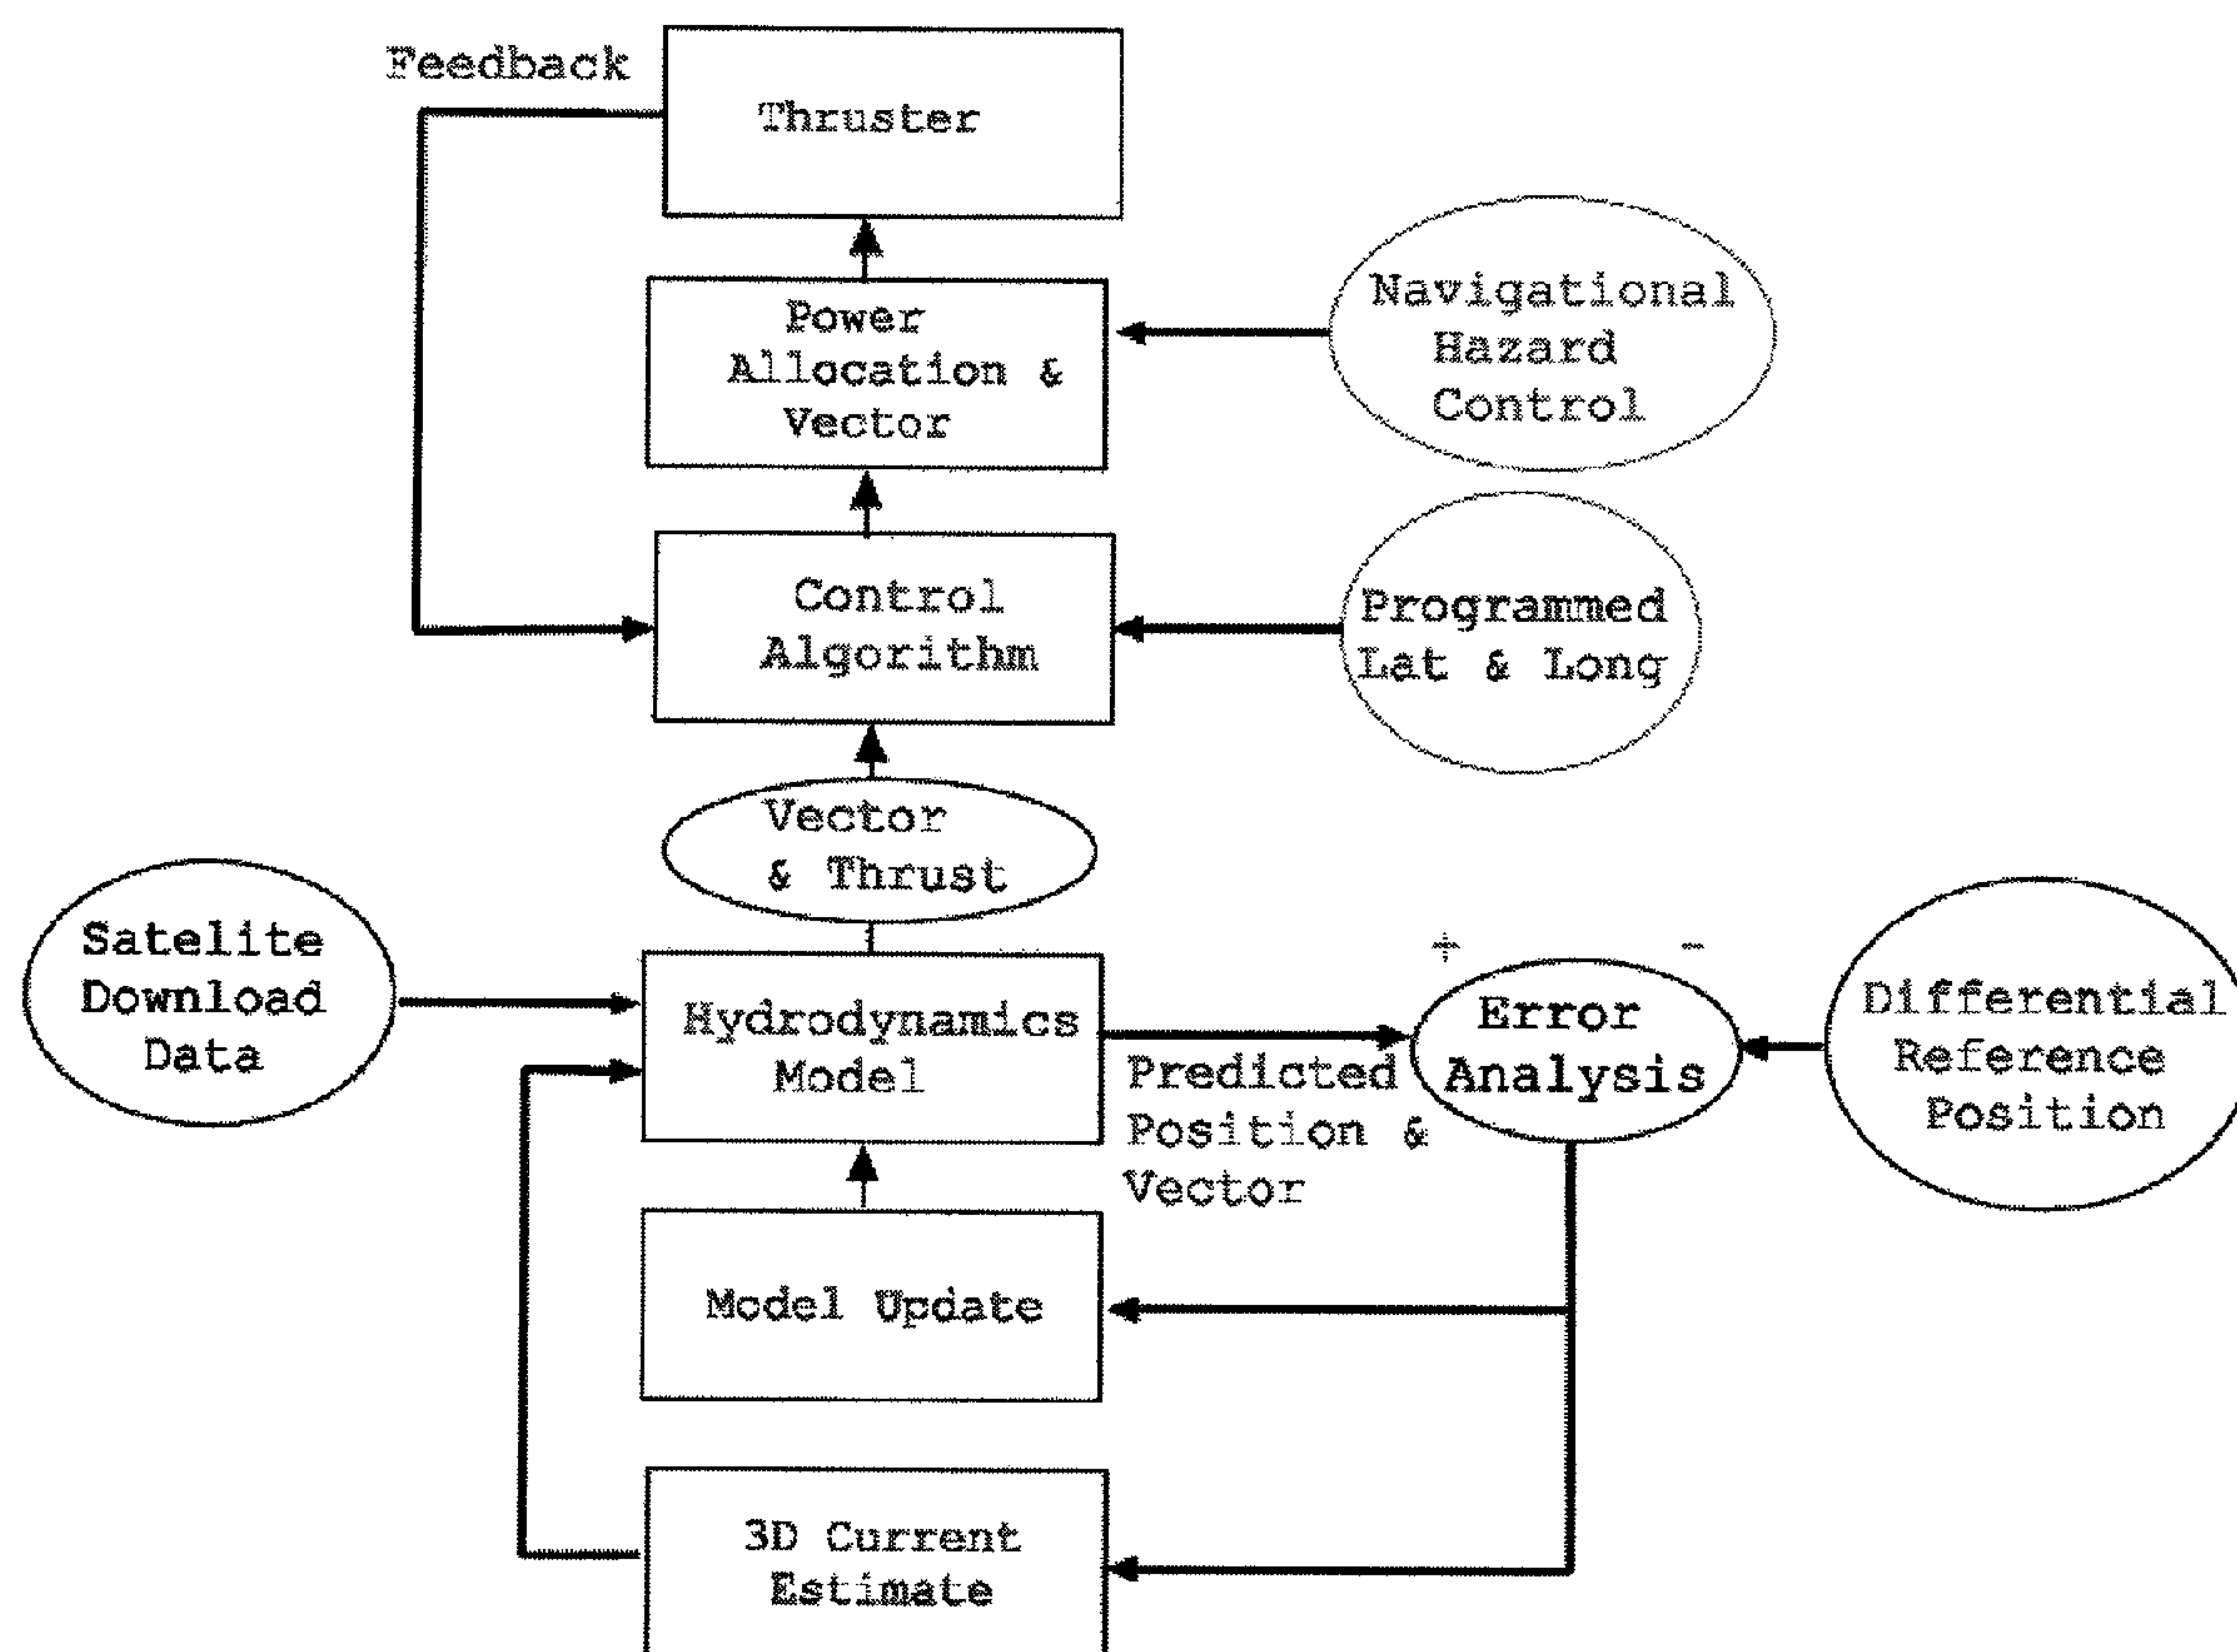 Feedback
Thruster
Power
Allocation &
Vector
Navigational
Hazard
Control
Control
Algorithm
Programmed
Lat & Long
Vector
& Thrust
Satelite
Download
Data
Hydrodynamics
Model
Predicted
Position &
Vector
+
-
Error
Analysis
Differential
Reference
Position
Model Update
3D Current
Estimate